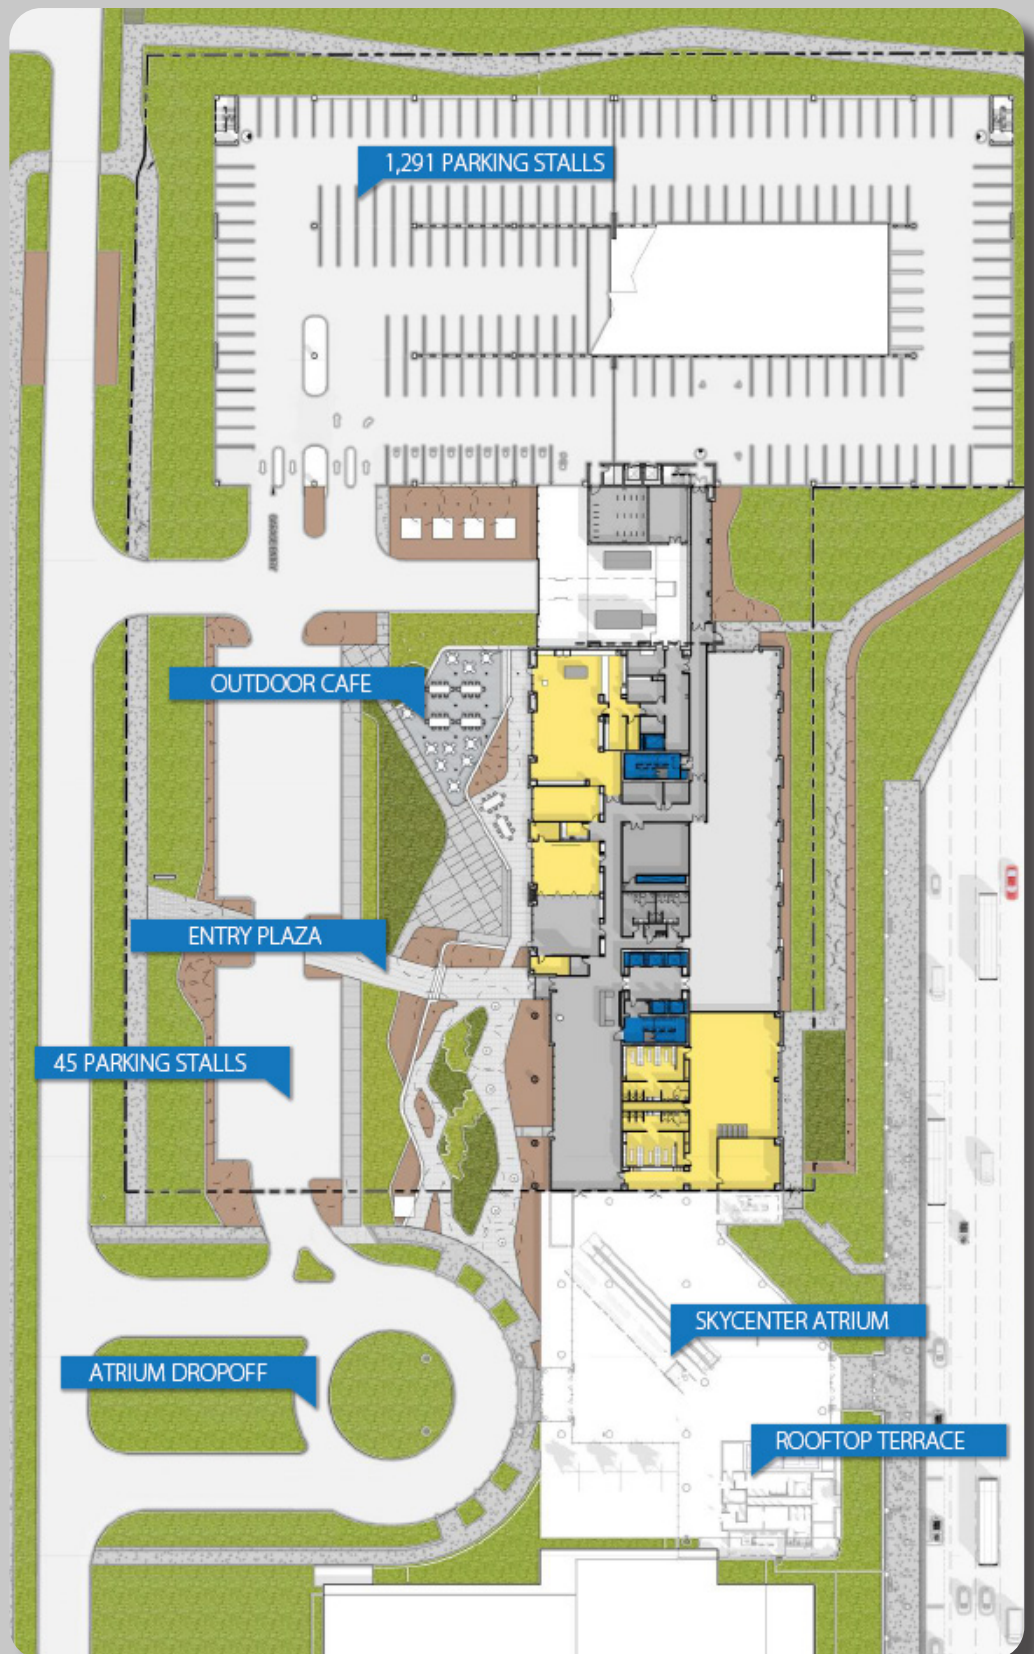 1,291 PARKING STALLS
OUTDOOR CAFE
ENTRY PLAZA
45 PARKING STALLS
SKYCENTER ATRIUM
ATRIUM DROPOFF
ROOFTOP TERRACE